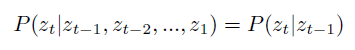 P(z_t|z_{t-1}, z_{t-2}, ..., z_1) = P(z_t|z_{t-1})